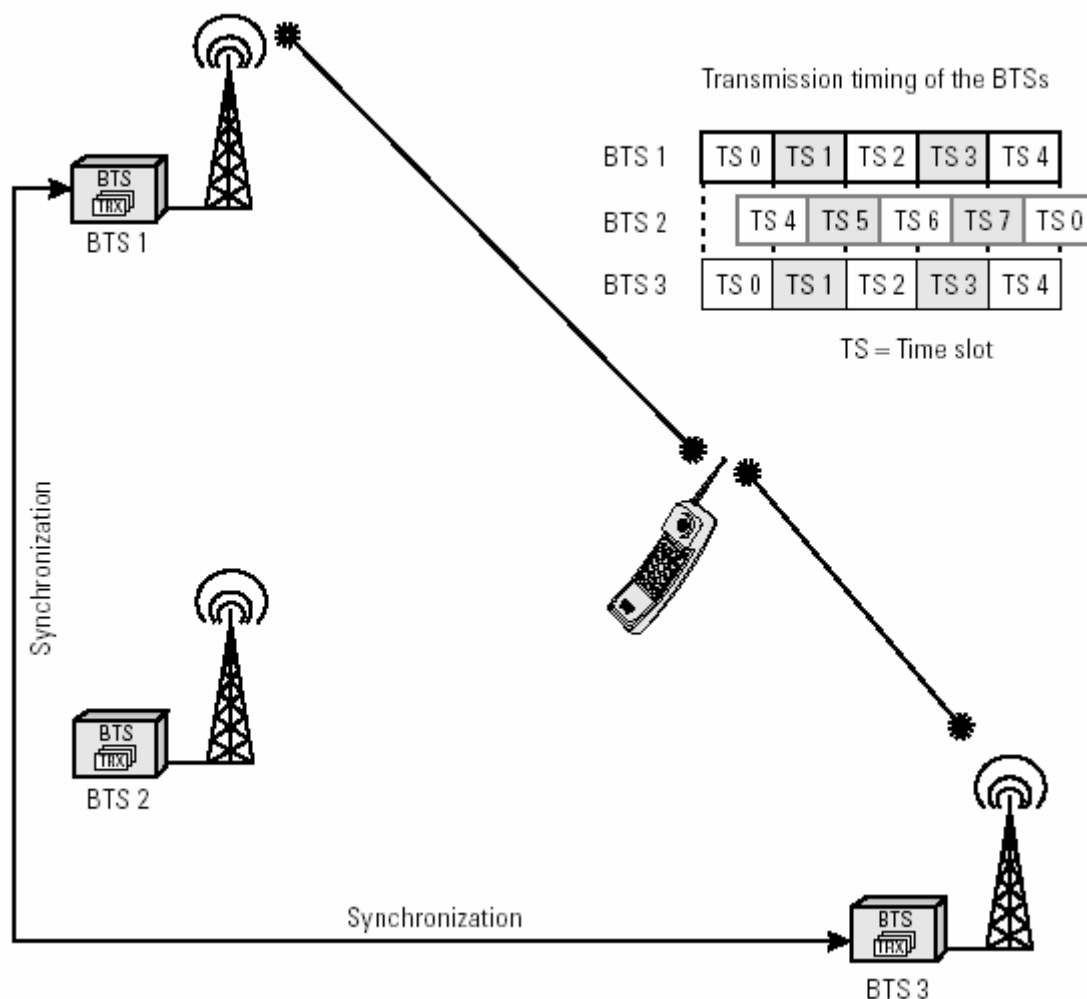 Transmission timing of the BTSs
BTS 1 TS 0 TS 1 TS 2 TS 3 TS 4
BTS 2 TS 4 TS 5 TS 6 TS 7 TS 0
BTS 3 TS 0 TS 1 TS 2 TS 3 TS 4
TS = Time slot
BTS
TRX
BTS 1
Synchronization
BTS
TRX
BTS 2
Synchronization
BTS
TRX
BTS 3